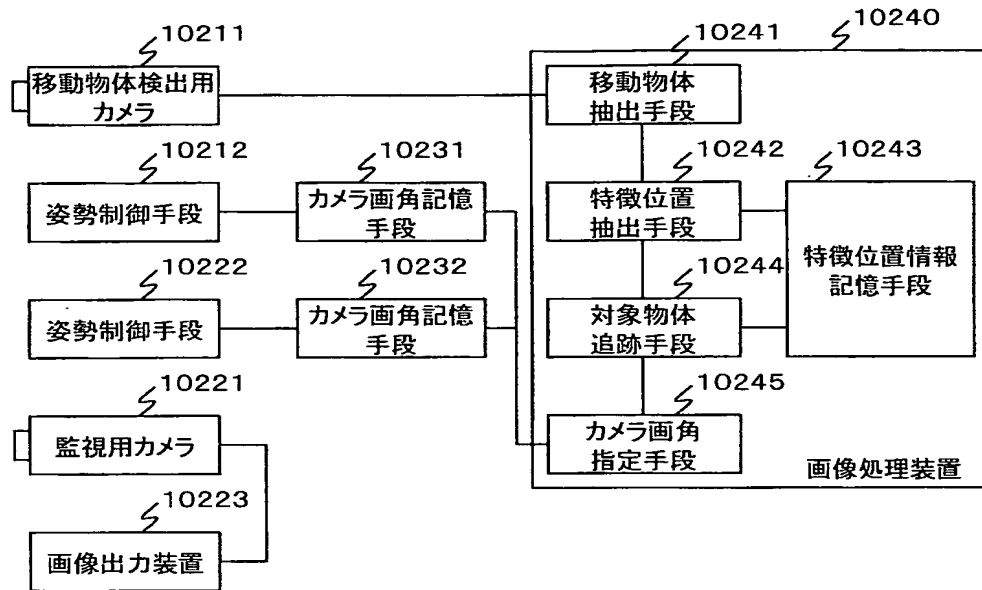 10211
移動物体検出用
カメラ
10212
姿勢制御手段
10222
姿勢制御手段
10221
監視用カメラ
10223
画像出力装置
10231
カメラ画角記憶
手段
10232
カメラ画角記憶
手段
10241
移動物体
抽出手段
10240
10242
特徴位置
抽出手段
10243
特徴位置情報
記憶手段
10244
対象物体
追跡手段
10245
カメラ画角
指定手段
画像処理装置